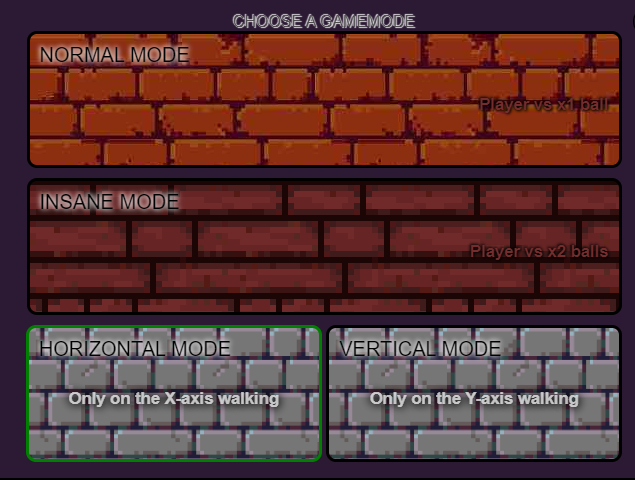 CHOOSE A GAMEMODE
NORMAL MODE
Player vs x1 ball
INSANE MODE
Player vs x2 balls
HORIZONTAL MODE
Only on the X-axis walking
VERTICAL MODE
Only on the Y-axis walking